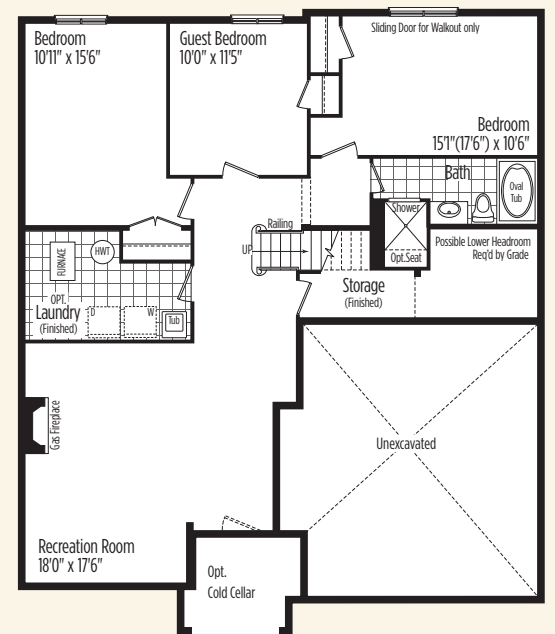 Sliding Door for Walkout only
Bedroom
10'11" x 15'6"
Guest Bedroom
10'0" x 11'5"
Bedroom
15'1"(17'6") x 10'6"
Bath
Oval
Tub
Shower
Opt.Seat
Railing
UP
Possible Lower Headroom
Req'd by Grade
FURNACE
HWT
OPT.
Laundry
(Finished)
D
W
Tub
Storage
(Finished)
Gas Fireplace
Unexcavated
Recreation Room
18'0" x 17'6"
Opt.
Cold Cellar